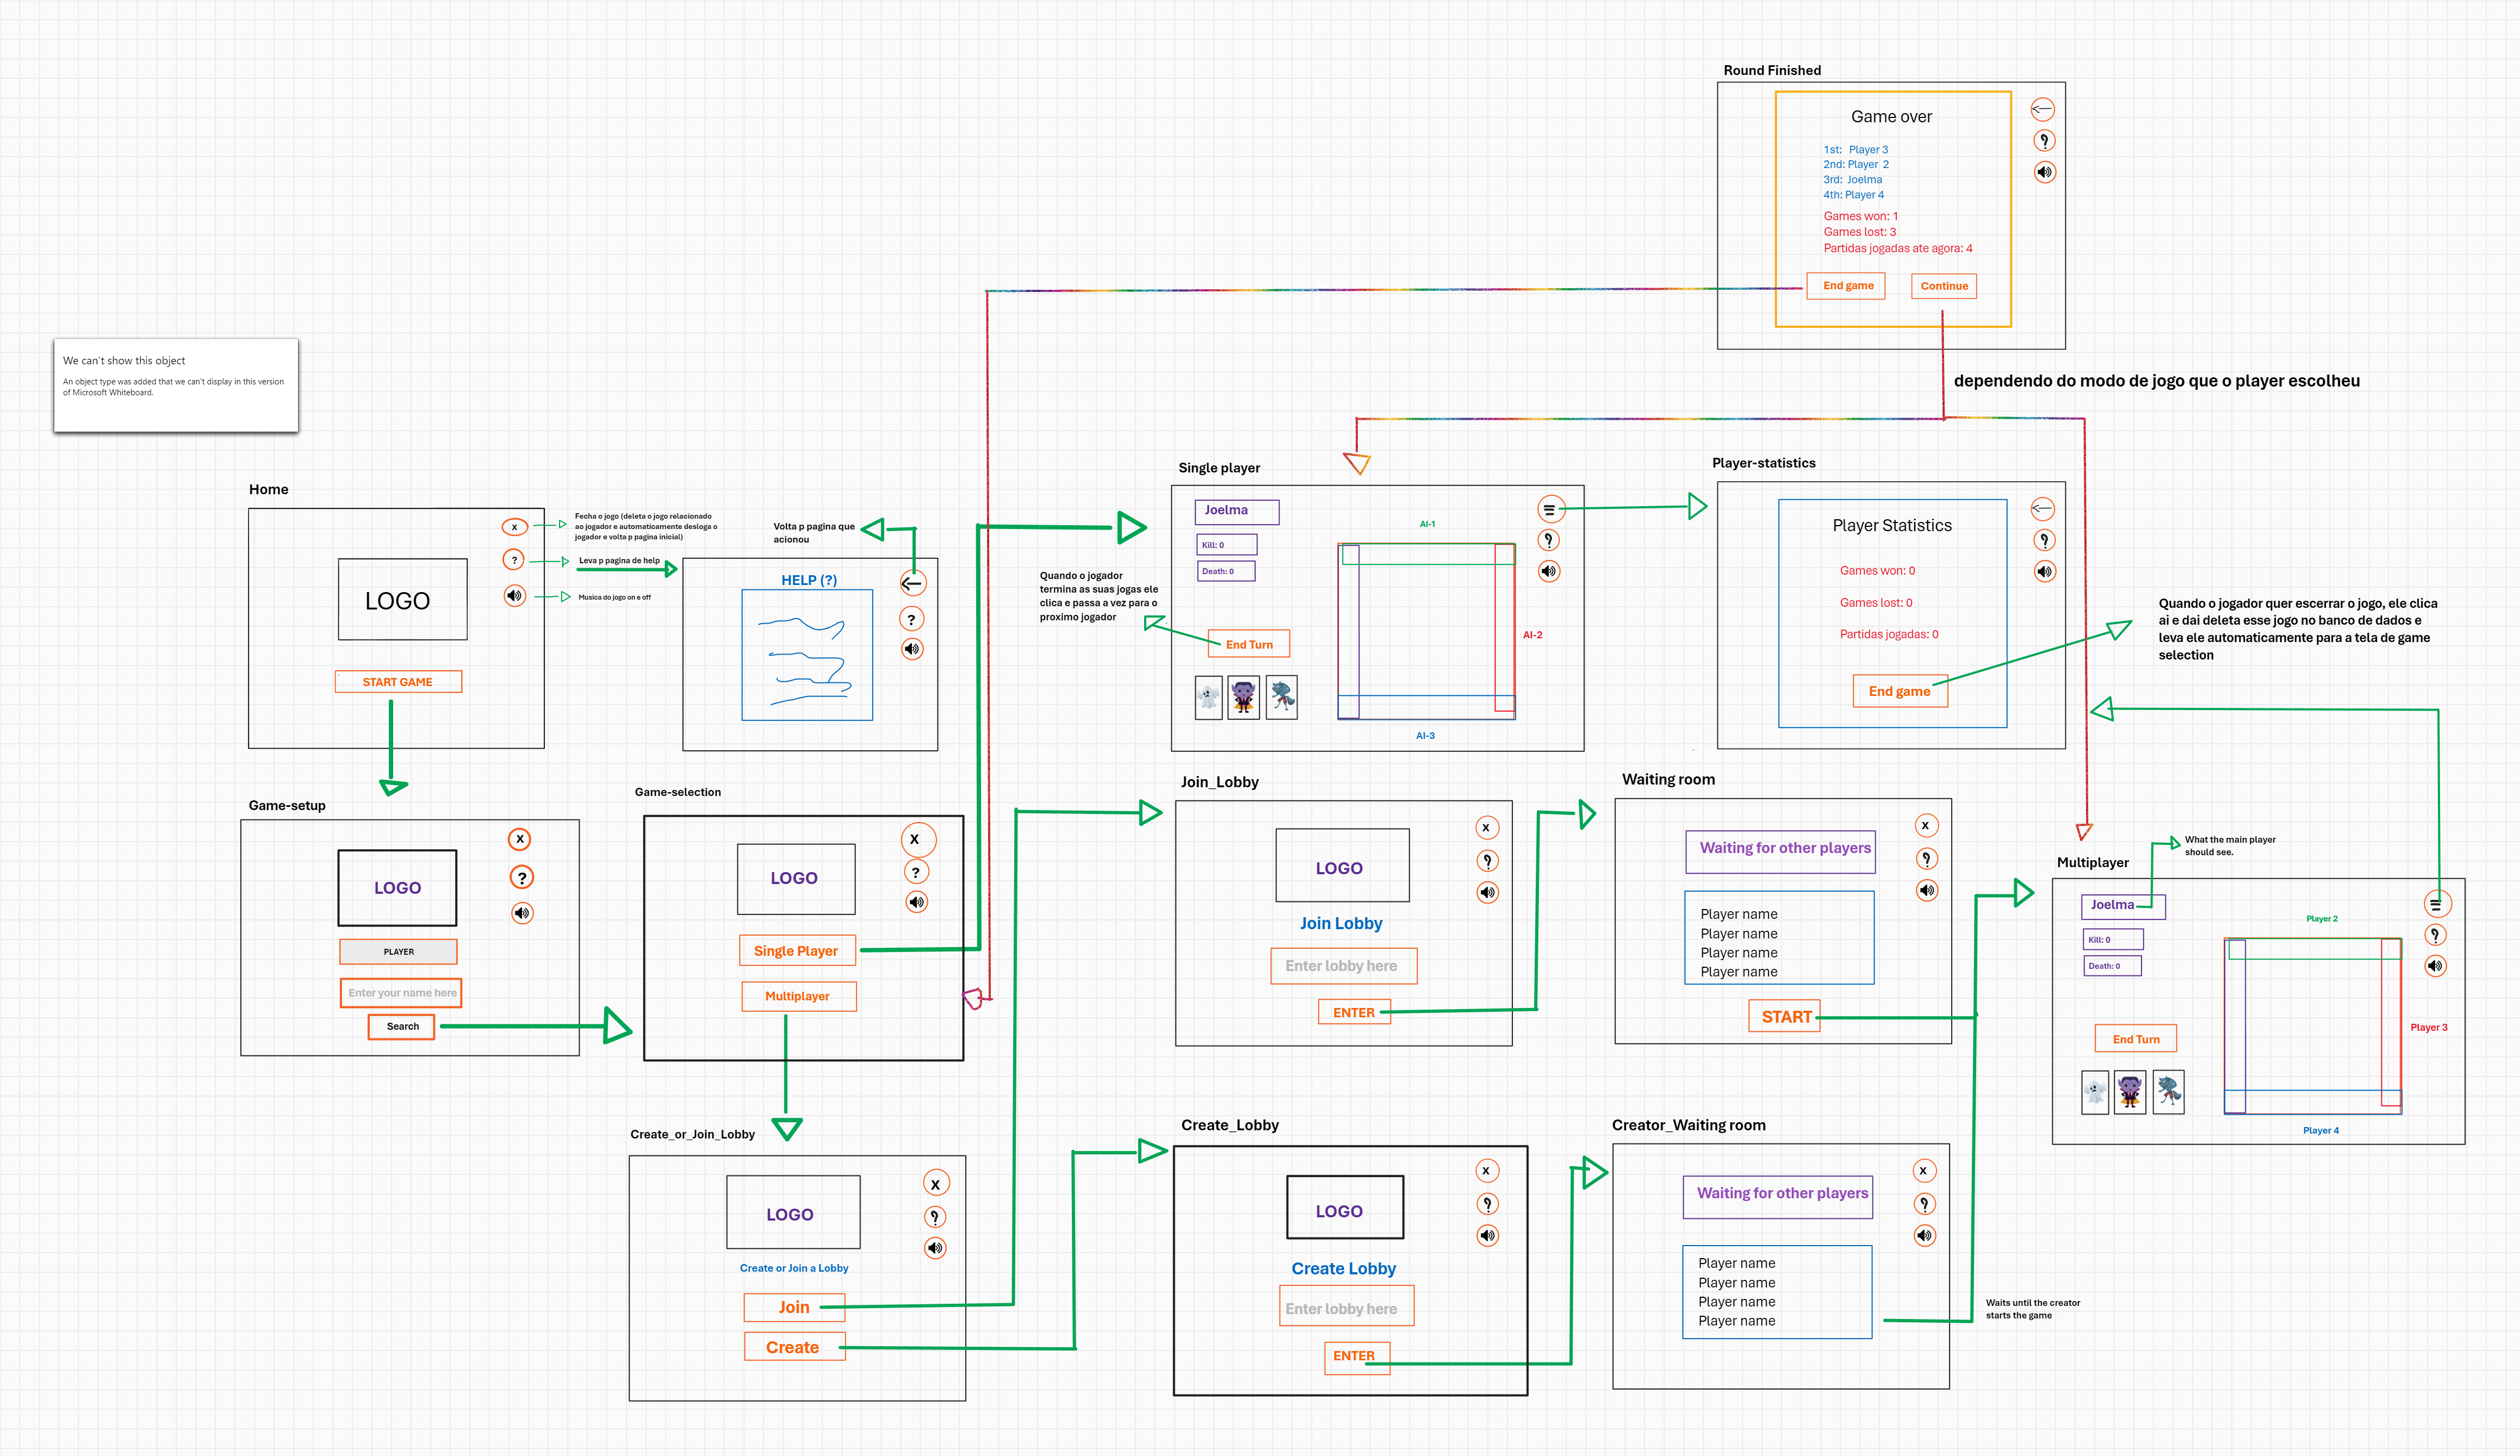 Round Finished
Game over
1st: Player 3
2nd: Player 2
3rd: Joelma
4th: Player 4
Games won: 1
Games lost: 3
Partidas jogadas ate agora: 4
End game
Continue
dependendo do modo de jogo que o player escolheu
We can't show this object
An object type was added that we can't display in this version
of Microsoft Whiteboard.
Home
x
?
LOGO
START GAME
Fecha o jogo (deleta o jogo relacionado
ao jogador e automaticamente desloga o
jogador e volta p pagina inicial)
Leva p pagina de help
Musica do jogo on e off
Volta p pagina que
acionou
HELP (?)
?
Single player
Joelma
Kill: 0
Death: 0
AI-1
AI-2
AI-3
?
End Turn
Quando o jogador
termina as suas jogas ele
clica e passa a vez para o
proximo jogador
Player-statistics
Player Statistics
Games won: 0
Games lost: 0
Partidas jogadas: 0
End game
?
Quando o jogador quer escerrar o jogo, ele clica
ai e dai deleta esse jogo no banco de dados e
leva ele automaticamente para a tela de game
selection
Game-setup
x
?
LOGO
PLAYER
Enter your name here
Search
Game-selection
x
?
LOGO
Single Player
Multiplayer
Join_Lobby
x
?
LOGO
Join Lobby
Enter lobby here
ENTER
Waiting room
x
?
Waiting for other players
Player name
Player name
Player name
Player name
START
What the main player
should see.
Multiplayer
Joelma
Kill: 0
Death: 0
Player 2
Player 3
Player 4
?
End Turn
Create_or_Join_Lobby
x
?
LOGO
Create or Join a Lobby
Join
Create
Create_Lobby
x
?
LOGO
Create Lobby
Enter lobby here
ENTER
Creator_Waiting room
x
?
Waiting for other players
Player name
Player name
Player name
Player name
Waits until the creator
starts the game